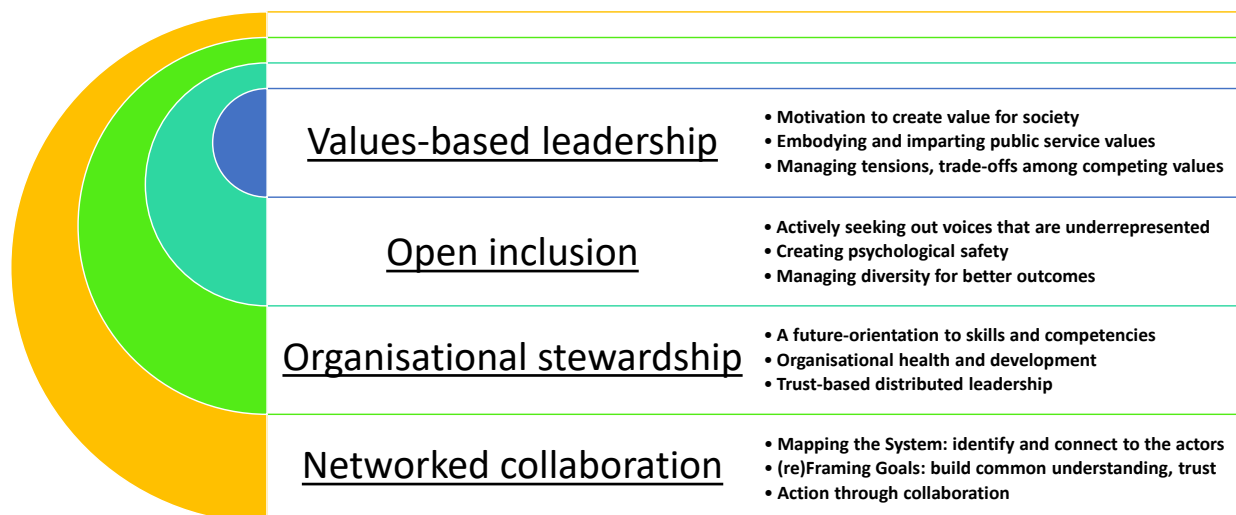 Values-based leadership
• Motivation to create value for society
• Embodying and imparting public service values
• Managing tensions, trade-offs among competing values
Open inclusion
• Actively seeking out voices that are underrepresented
• Creating psychological safety
• Managing diversity for better outcomes
Organisational stewardship
• A future-orientation to skills and competencies
• Organisational health and development
• Trust-based distributed leadership
Networked collaboration
• Mapping the System: identify and connect to the actors
• (re)Framing Goals: build common understanding, trust
• Action through collaboration